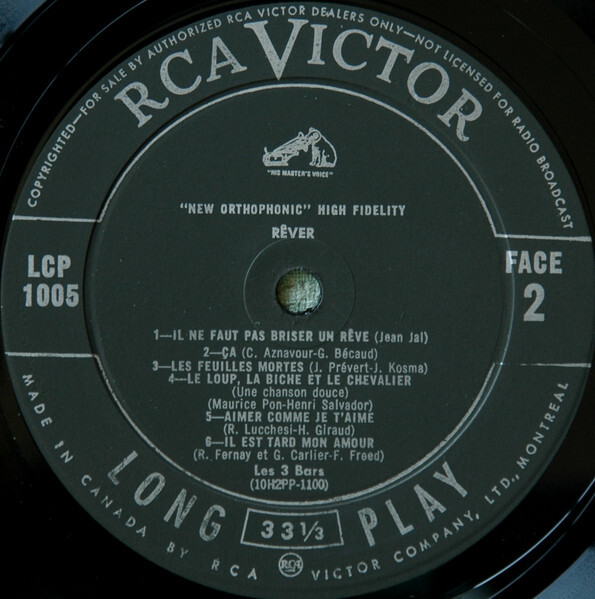 COPYRIGHTED—FOR SALE BY AUTHORIZED RCA VICTOR DEALERS ONLY—NOT LICENSED FOR RADIO BROADCAST
RCA VICTOR
"HIS MASTER'S VOICE"
"NEW ORTHOPHONIC" HIGH FIDELITY
RÊVER
LCP
1005
FACE
2
1—IL NE FAUT PAS BRISER UN RÊVE (Jean Jal)
2—ÇA (C. Aznavour-G. Bécaud)
3—LES FEUILLES MORTES (J. Prévert-J. Kosma)
4—LE LOUP, LA BICHE ET LE CHEVALIER
(Une chanson douce)
(Maurice Pon-Henri Salvador)
5—AIMER COMME JE T'AIME
(R. Lucchesi-H. Giraud)
6—IL EST TARD MON AMOUR
(R. Fernay et G. Carlier-F. Freed)
Les 3 Bars
(10H2PP-1100)
LONG 33⅓ PLAY
MADE IN CANADA BY RCA RCA VICTOR COMPANY, LTD., MONTREAL